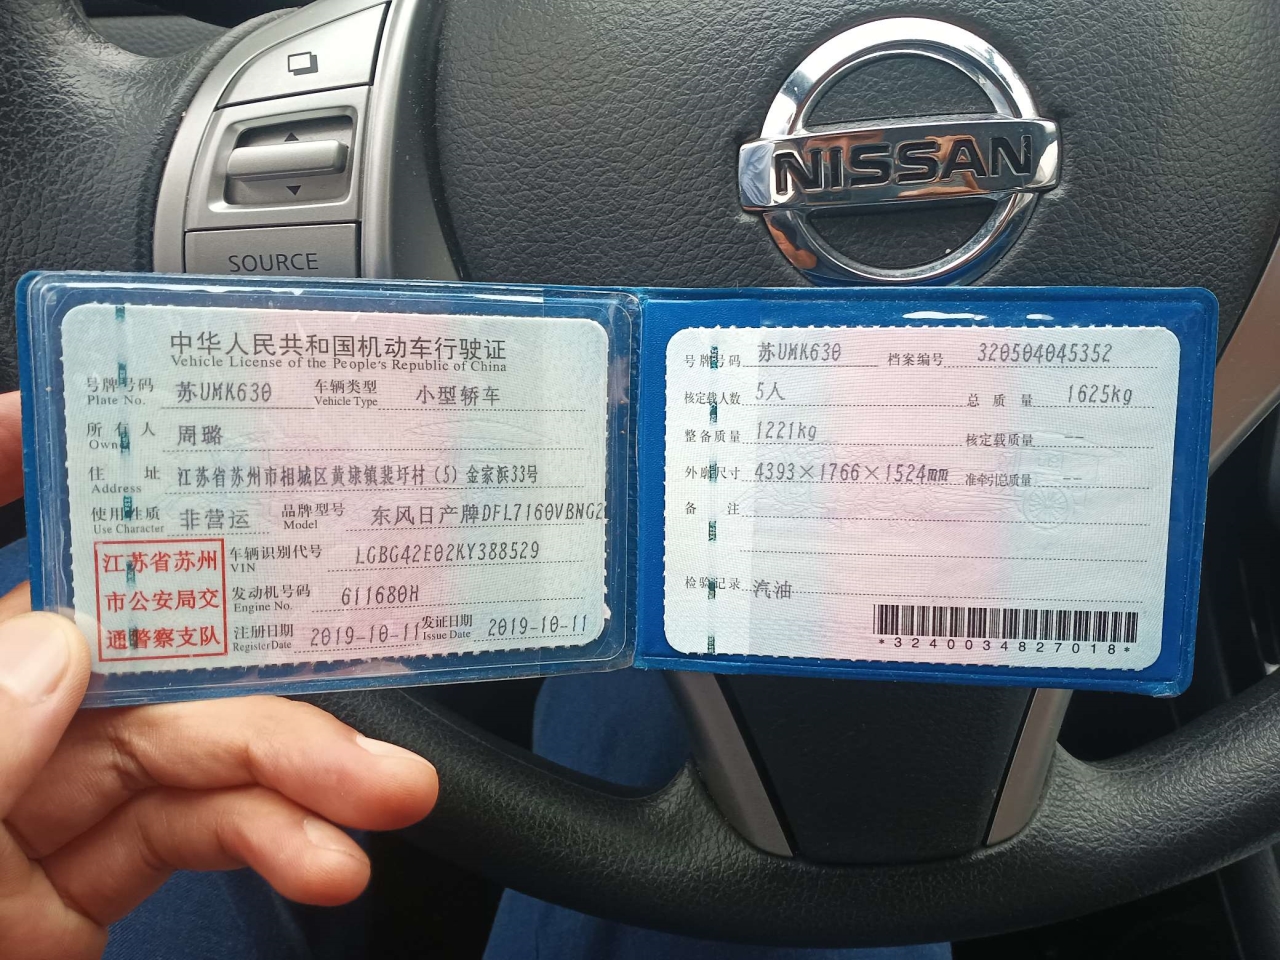 SOURCE
NISSAN
中华人民共和国机动车行驶证
Vehicle License of the People's Republic of China
号牌号码 苏UMK630 车辆类型 小型轿车
Plate No. Vehicle Type
所有人 周璐
Owner
住址 江苏省苏州市相城区黄埭镇裴圩村(5)金家浜33号
Address
使用性质 非营运 品牌型号 东风日产牌DFL7160VBNG2
Use Character Model
江苏省苏州
市公安局交
通警察支队
车辆识别代号 LGBG42E02KY388529
VIN
发动机号码 611680H
Engine No.
注册日期 2019-10-11 发证日期 2019-10-11
Register Date Issue Date
号牌号码 苏UMK630 档案编号 320504045352
核定载人数 5人 总质量 1625kg
整备质量 1221kg 核定载质量 --
外廓尺寸 4393×1766×1524mm 准牵引总质量 --
备注
检验记录 汽油
*3240034827018*